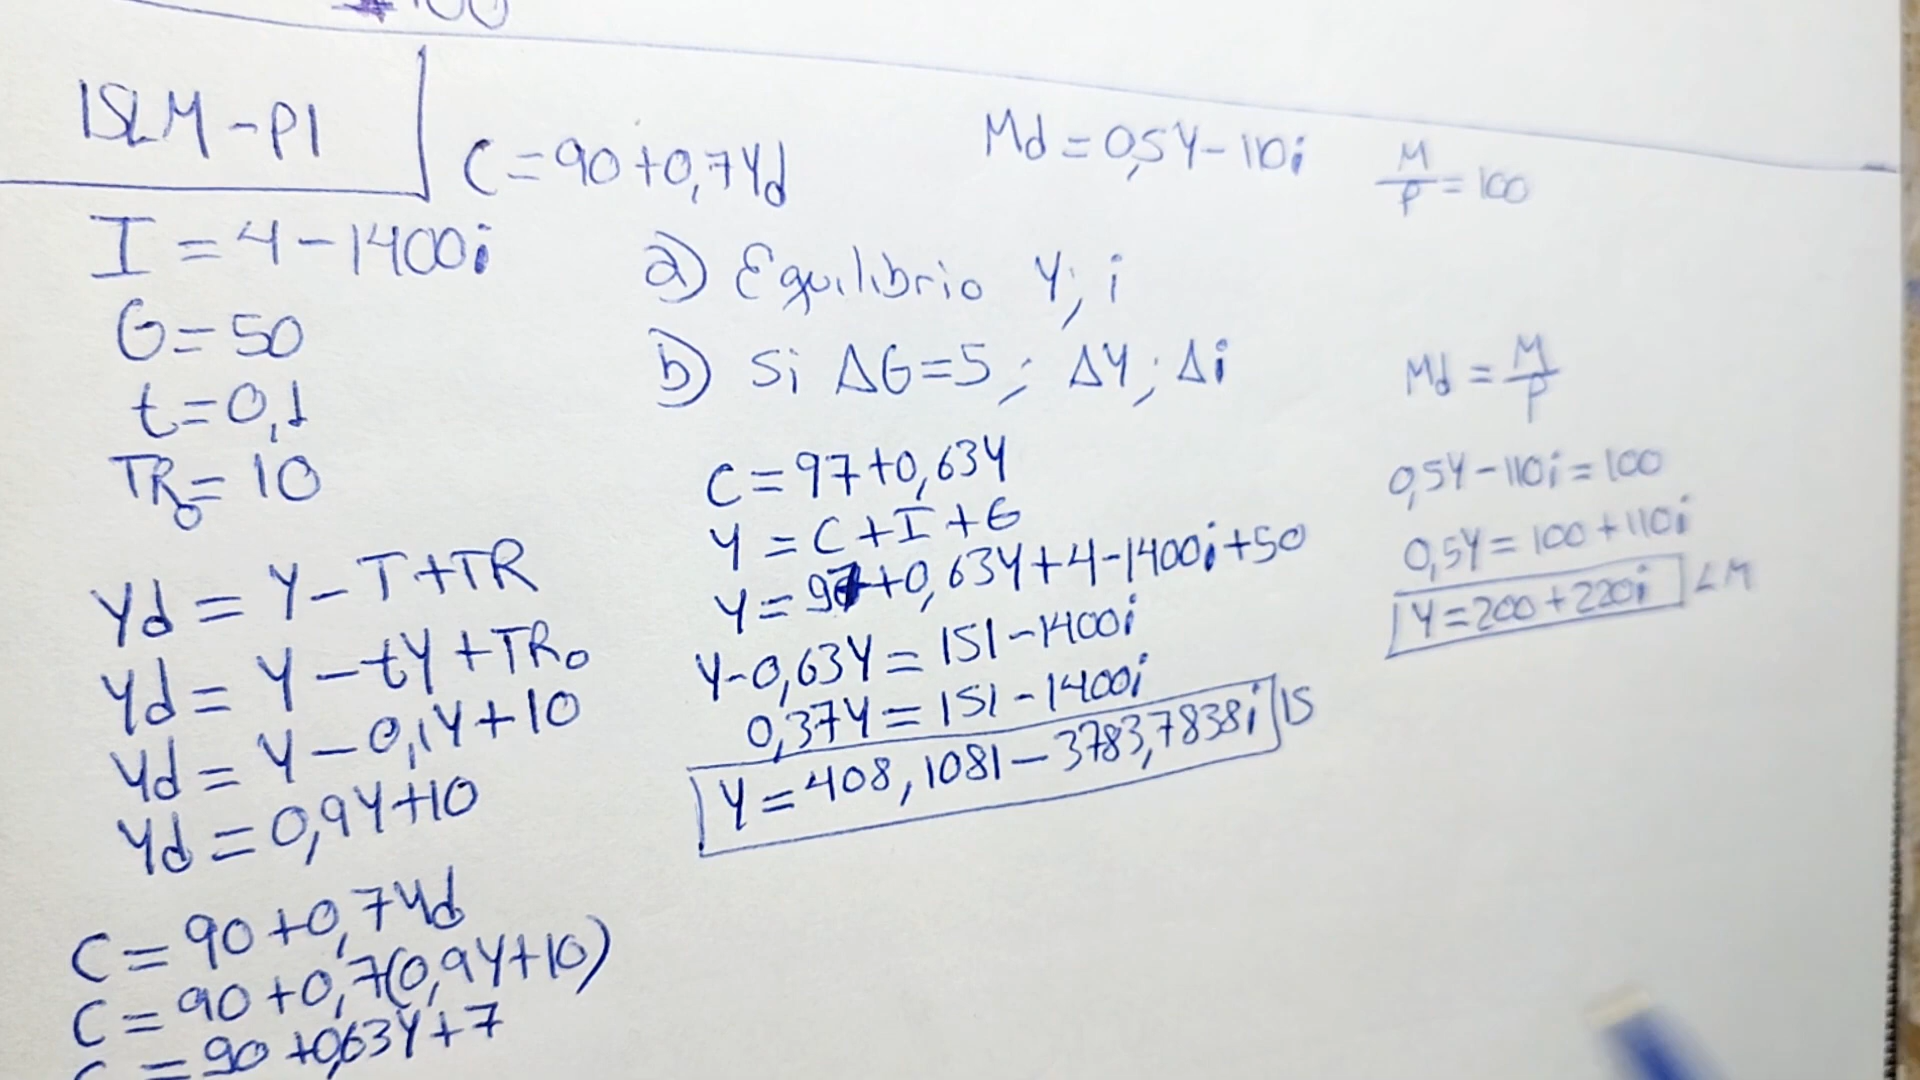 100
ISLM-P1
C=90+0,7Yd
Md=0,5Y-110i
M/P=100
I=4-1400i
G=50
t=0,1
TR₀=10
a) Equilibrio Y; i
b) Si ΔG=5; ΔY; Δi
Yd=Y-T+TR
Yd=Y-tY+TR₀
Yd=Y-0,1Y+10
Yd=0,9Y+10
C=90+0,7Yd
C=90+0,7(0,9Y+10)
C=90+0,63Y+7
C=97+0,63Y
Y=C+I+G
Y=97+0,63Y+4-1400i+50
Y-0,63Y=151-1400i
0,37Y=151-1400i
Y=408,1081-3783,7838i IS
Md=M/P
0,5Y-110i=100
0,5Y=100+110i
Y=200+220i LM